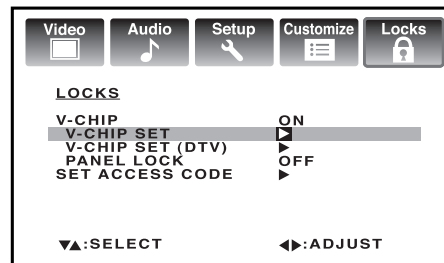 Video Audio Setup Customize Locks
LOCKS
V-CHIP ON
V-CHIP SET ▶
V-CHIP SET (DTV) ▶
PANEL LOCK OFF
SET ACCESS CODE ▶
▼▲:SELECT ◀▶:ADJUST